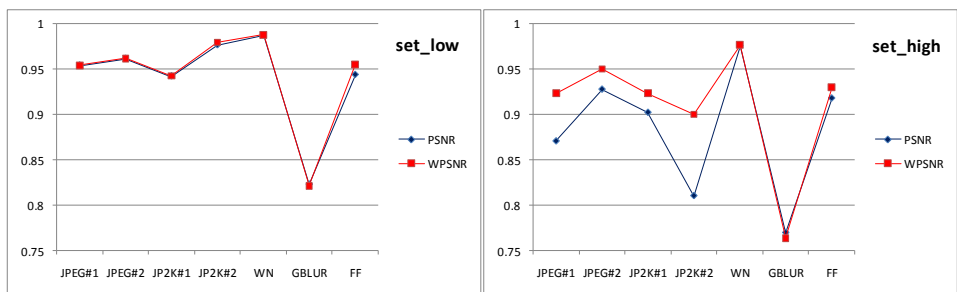 set_low
1
0.95
0.9
0.85
0.8
0.75
JPEG#1 JPEG#2 JP2K#1 JP2K#2 WN GBLUR FF
PSNR
WPSNR
set_high
1
0.95
0.9
0.85
0.8
0.75
JPEG#1 JPEG#2 JP2K#1 JP2K#2 WN GBLUR FF
PSNR
WPSNR